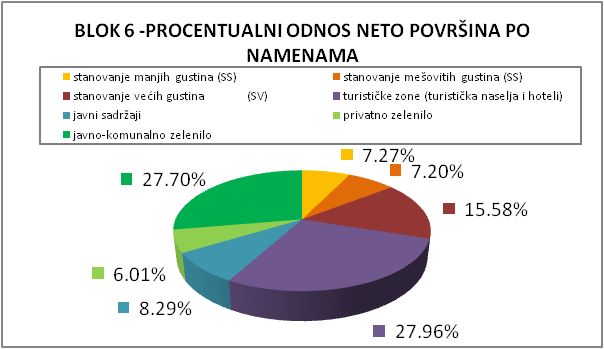 BLOK 6 -PROCENTUALNI ODNOS NETO POVRŠINA PO
NAMENAMA
stanovanje manjih gustina (SS)
stanovanje mešovitih gustina (SS)
stanovanje većih gustina (SV)
turističke zone (turistička naselja i hoteli)
javni sadržaji
privatno zelenilo
javno-komunalno zelenilo
7.27%
27.70%
7.20%
15.58%
6.01%
8.29%
27.96%